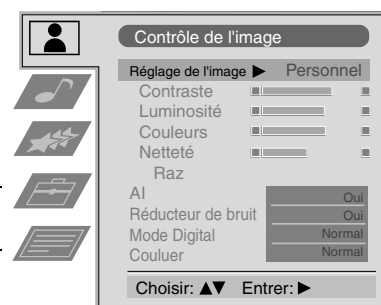 Contrôle de l'image
Réglage de l'image ▶ Personnel
Contraste
Luminosité
Couleurs
Netteté
Raz
AI Oui
Réducteur de bruit Oui
Mode Digital Normal
Couluer Normal
Choisir: ▲▼ Entrer: ▶